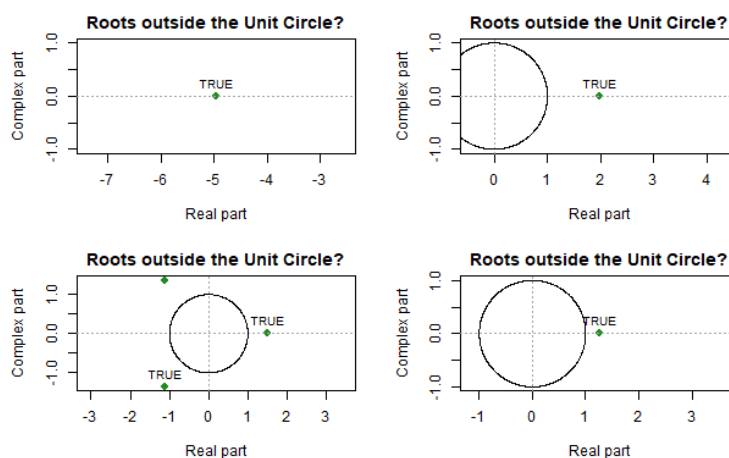 Roots outside the Unit Circle?
Complex part
1.0
0.0
-1.0
TRUE
-7 -6 -5 -4 -3
Real part
Roots outside the Unit Circle?
Complex part
1.0
0.0
-1.0
TRUE
0 1 2 3 4
Real part
Roots outside the Unit Circle?
Complex part
1.0
0.0
-1.0
TRUE
TRUE
-3 -2 -1 0 1 2 3
Real part
Roots outside the Unit Circle?
Complex part
1.0
0.0
-1.0
TRUE
-1 0 1 2 3
Real part